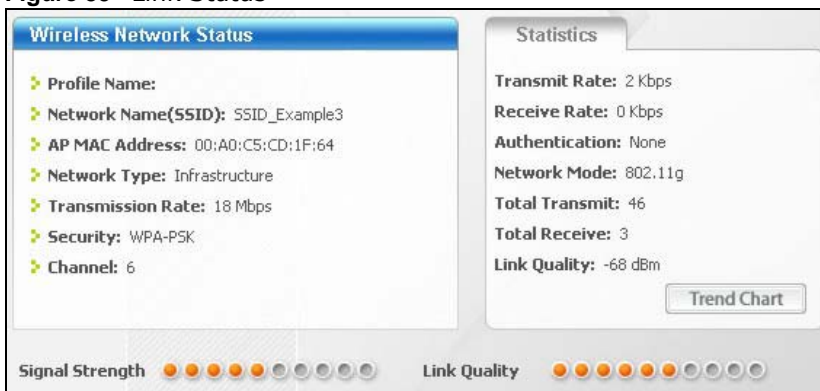 Wireless Network Status
Profile Name:
Network Name(SSID): SSID_Example3
AP MAC Address: 00:A0:C5:CD:1F:64
Network Type: Infrastructure
Transmission Rate: 18 Mbps
Security: WPA-PSK
Channel: 6
Statistics
Transmit Rate: 2 Kbps
Receive Rate: 0 Kbps
Authentication: None
Network Mode: 802.11g
Total Transmit: 46
Total Receive: 3
Link Quality: -68 dBm
Trend Chart
Signal Strength
Link Quality